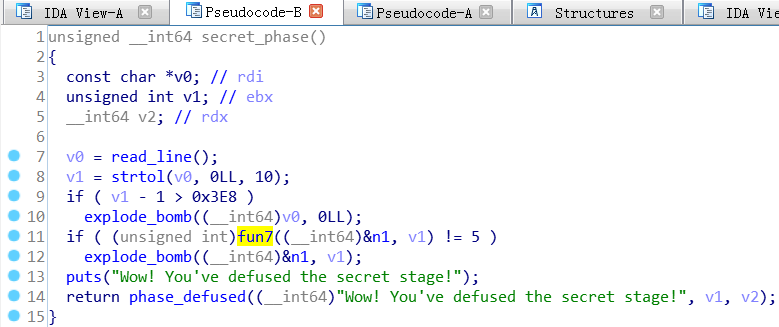 IDA View-A Pseudocode-B Pseudocode-A Structures IDA View
1 unsigned __int64 secret_phase()
2 {
3 const char *v0; // rdi
4 unsigned int v1; // ebx
5 __int64 v2; // rdx
6
7 v0 = read_line();
8 v1 = strtol(v0, 0LL, 10);
9 if ( v1 - 1 > 0x3E8 )
10 explode_bomb((__int64)v0, 0LL);
11 if ( (unsigned int)fun7((__int64)&n1, v1) != 5 )
12 explode_bomb((__int64)&n1, v1);
13 puts("Wow! You've defused the secret stage!");
14 return phase_defused((__int64)"Wow! You've defused the secret stage!", v1, v2);
15 }